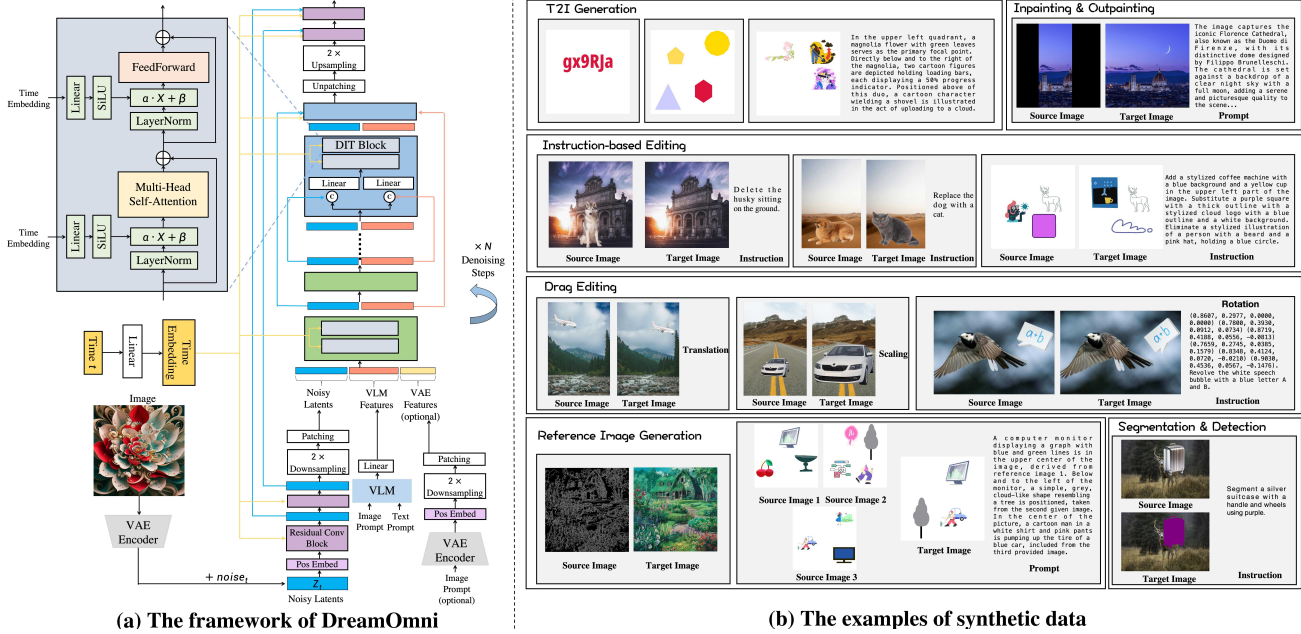 FeedForward
Time
Embedding
Linear
SiLU
α · X + β
LayerNorm
Multi-Head
Self-Attention
Time
Embedding
Linear
SiLU
α · X + β
LayerNorm
Time
t
Linear
Time
Embedding
Image
VAE
Encoder
+ noise_t
2 ×
Upsampling
Unpatching
DIT Block
Linear
Linear
C
C
× N
Denoising
Steps
Noisy
Latents
VLM
Features
VAE
Features
(optional)
Patching
2 ×
Downsampling
Linear
VLM
Image
Prompt
Text
Prompt
Patching
2 ×
Downsampling
Pos Embed
VAE
Encoder
Image
Prompt
(optional)
Residual Conv
Block
Pos Embed
Z_t
Noisy Latents
(a) The framework of DreamOmni
T2I Generation
gx9RJa
In the upper left quadrant, a
magnolia flower with green leaves
serves as the primary focal point.
Directly below and to the right of
the magnolia, two cartoon figures
are depicted holding loading bars,
each displaying a 50% progress
indicator. Positioned above of
this duo, a cartoon character
wielding a shovel is illustrated
in the act of uploading to a cloud.
Inpainting & Outpainting
Source Image
Target Image
The image captures the
iconic Florence Cathedral,
also known as the Duomo di
Firenze, with its
distinctive dome designed
by Filippo Brunelleschi.
The cathedral is set
against a backdrop of a
clear night sky with a
full moon, adding a serene
and picturesque quality to
the scene...
Prompt
Instruction-based Editing
Source Image
Target Image
Delete the
husky sitting
on the ground.
Instruction
Source Image
Target Image
Replace the
dog with a
cat.
Instruction
Source Image
Target Image
Add a stylized coffee machine with
a blue background and a yellow cup
in the upper left part of the
image. Substitute a purple square
with a thick outline with a
stylized cloud logo with a blue
outline and a white background.
Eliminate a stylized illustration
of a person with a beard and a
pink hat, holding a blue circle.
Instruction
Drag Editing
Source Image
Target Image
Translation
Source Image
Target Image
Scaling
a·b
Source Image
a·b
Target Image
Rotation
(0.8607, 0.2977, 0.0000,
0.0000) (0.7800, 0.3930,
0.0912, 0.0734) (0.8719,
0.4188, 0.0556, -0.0813)
(0.7659, 0.2745, 0.0385,
0.1579) (0.8348, 0.4124,
0.0720, -0.0210) (0.9030,
0.4536, 0.0567, -0.1476).
Revolve the white speech
bubble with a blue letter A
and B.
Instruction
Reference Image Generation
Source Image
Target Image
Source Image 1
Source Image 2
Source Image 3
Target Image
A computer monitor
displaying a graph with
blue and green lines is in
the upper center of the
image, derived from
reference image 1. Below
and to the left of the
monitor, a simple, grey,
cloud-like shape resembling
a tree is positioned, taken
from the second given image.
In the center of the
picture, a cartoon man in a
white shirt and pink pants
is pumping up the tire of a
blue car, included from the
third provided image.
Prompt
Segmentation & Detection
Source Image
Target Image
Segment a silver
suitcase with a
handle and wheels
using purple.
Instruction
(b) The examples of synthetic data